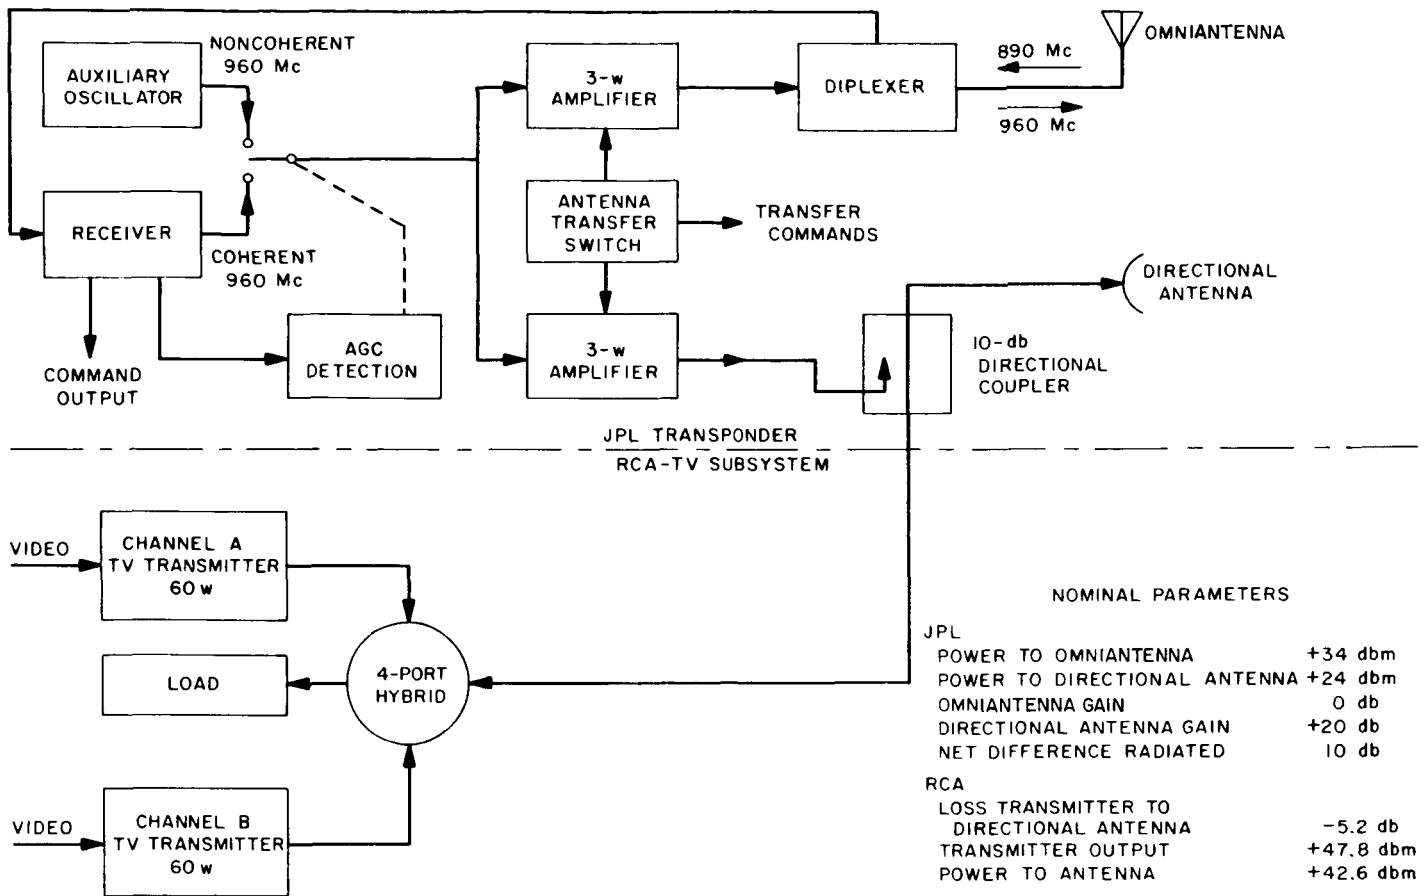 NONCOHERENT
960 Mc
AUXILIARY
OSCILLATOR
3-w
AMPLIFIER
DIPLEXER
890 Mc
960 Mc
OMNIANTENNA
RECEIVER
COHERENT
960 Mc
ANTENNA
TRANSFER
SWITCH
TRANSFER
COMMANDS
DIRECTIONAL
ANTENNA
COMMAND
OUTPUT
AGC
DETECTION
3-w
AMPLIFIER
10-db
DIRECTIONAL
COUPLER
JPL TRANSPONDER
RCA-TV SUBSYSTEM
VIDEO
CHANNEL A
TV TRANSMITTER
60 w
LOAD
4-PORT
HYBRID
VIDEO
CHANNEL B
TV TRANSMITTER
60 w
NOMINAL PARAMETERS
JPL
POWER TO OMNIANTENNA +34 dbm
POWER TO DIRECTIONAL ANTENNA +24 dbm
OMNIANTENNA GAIN 0 db
DIRECTIONAL ANTENNA GAIN +20 db
NET DIFFERENCE RADIATED 10 db
RCA
LOSS TRANSMITTER TO
DIRECTIONAL ANTENNA -5.2 db
TRANSMITTER OUTPUT +47.8 dbm
POWER TO ANTENNA +42.6 dbm